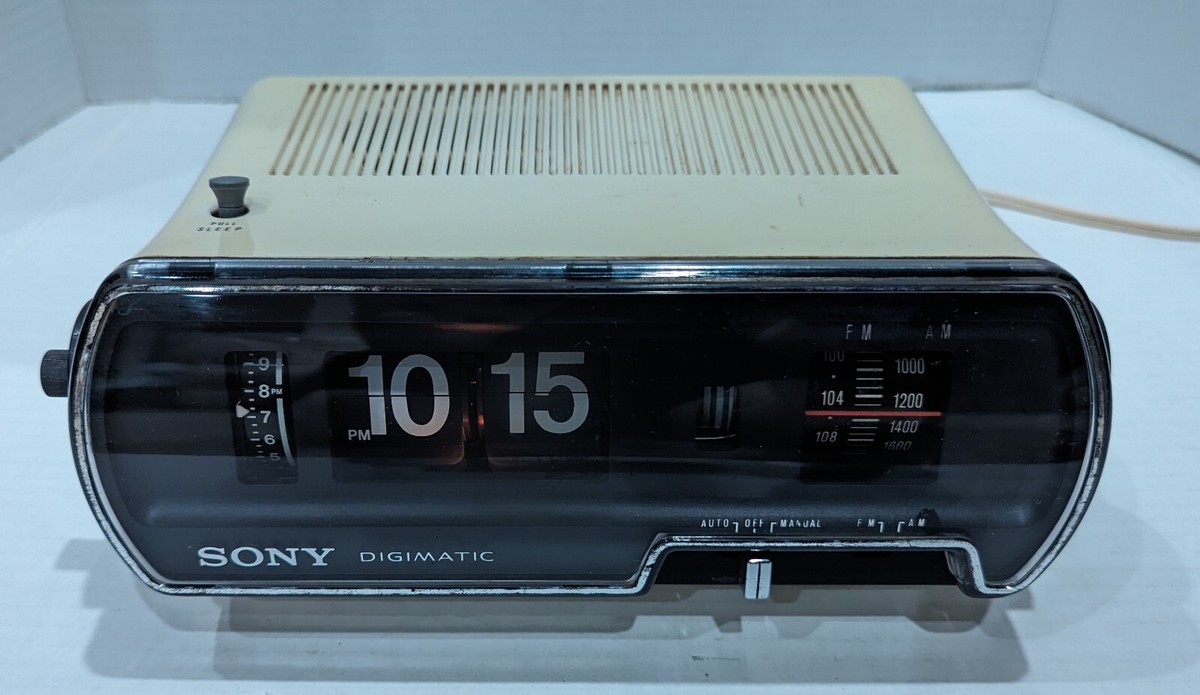 PULL
SLEEP
FM AM
9
8 PM
7
6
5
PM 10 15
100 1000
104 1200
108 1400
1600
AUTO OFF MANUAL FM AM
SONY DIGIMATIC